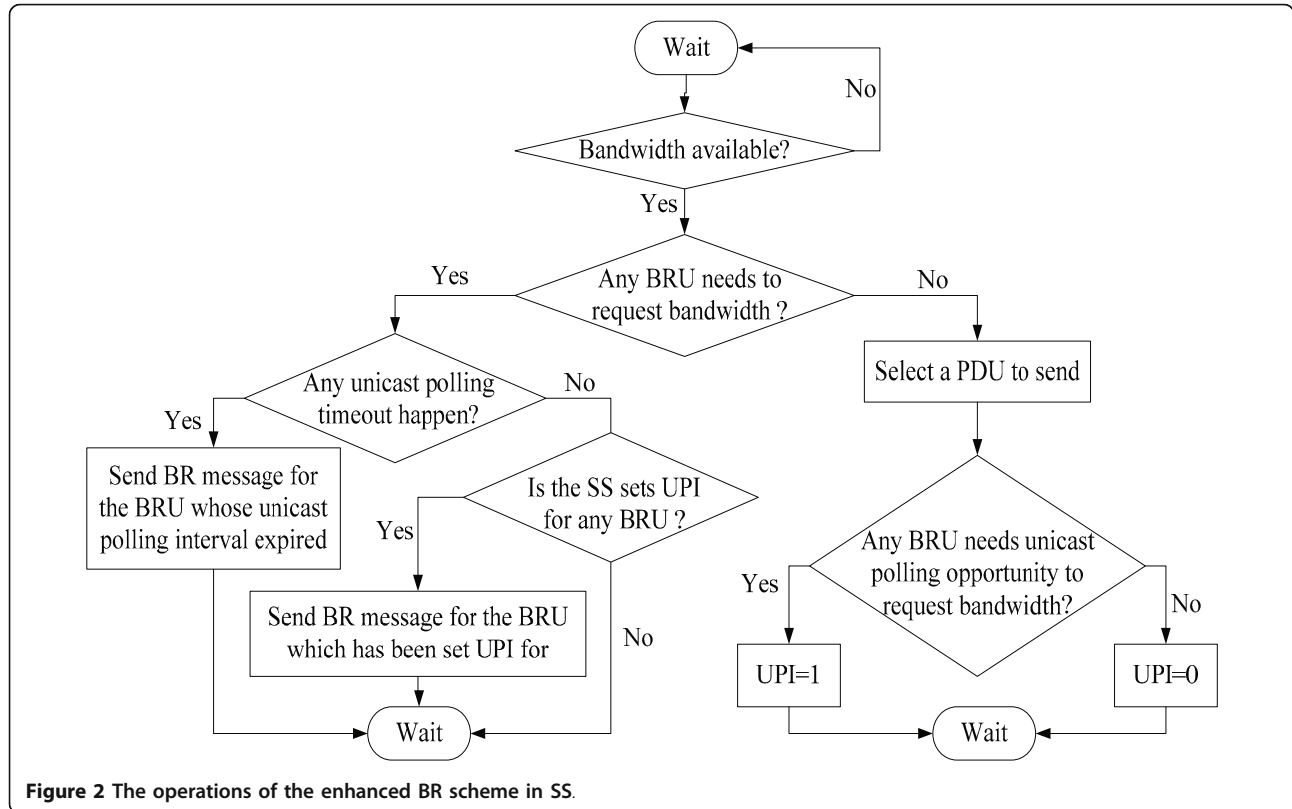 Wait
No
Bandwidth available?
Yes
Any BRU needs to
request bandwidth ?
Yes
No
Any unicast polling
timeout happen?
Yes
No
Send BR message for
the BRU whose unicast
polling interval expired
Is the SS sets UPI
for any BRU ?
Yes
No
Send BR message for the BRU
which has been set UPI for
Wait
Select a PDU to send
Any BRU needs unicast
polling opportunity to
request bandwidth?
Yes
No
UPI=1
UPI=0
Wait
Figure 2 The operations of the enhanced BR scheme in SS.